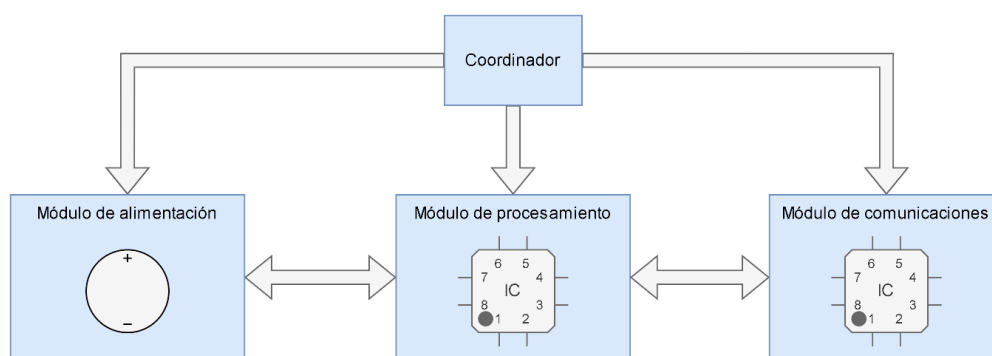 Coordinador
Módulo de alimentación
Módulo de procesamiento
Módulo de comunicaciones
+
6 5
6 5
7 4
7 4
IC
IC
8 3
8 3
1 2
1 2
−